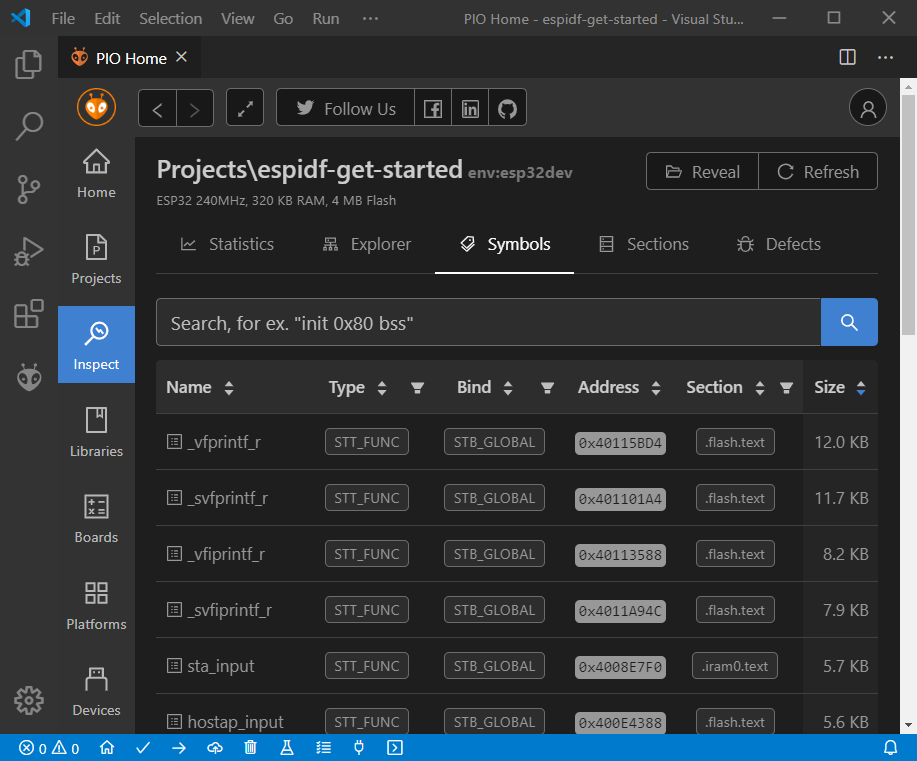 File Edit Selection View Go Run ··· PIO Home - espidf-get-started - Visual Stu...
PIO Home
Follow Us
Home
Projects
Inspect
Libraries
Boards
Platforms
Devices
Projects\espidf-get-started env:esp32dev
Reveal Refresh
ESP32 240MHz, 320 KB RAM, 4 MB Flash
Statistics Explorer Symbols Sections Defects
Search, for ex. "init 0x80 bss"
Name Type Bind Address Section Size
_vfprintf_r STT_FUNC STB_GLOBAL 0x40115BD4 .flash.text 12.0 KB
_svfprintf_r STT_FUNC STB_GLOBAL 0x401101A4 .flash.text 11.7 KB
_vfiprintf_r STT_FUNC STB_GLOBAL 0x40113588 .flash.text 8.2 KB
_svfiprintf_r STT_FUNC STB_GLOBAL 0x4011A94C .flash.text 7.9 KB
sta_input STT_FUNC STB_GLOBAL 0x4008E7F0 .iram0.text 5.7 KB
hostap_input STT_FUNC STB_GLOBAL 0x400E4388 .flash.text 5.6 KB
0 0